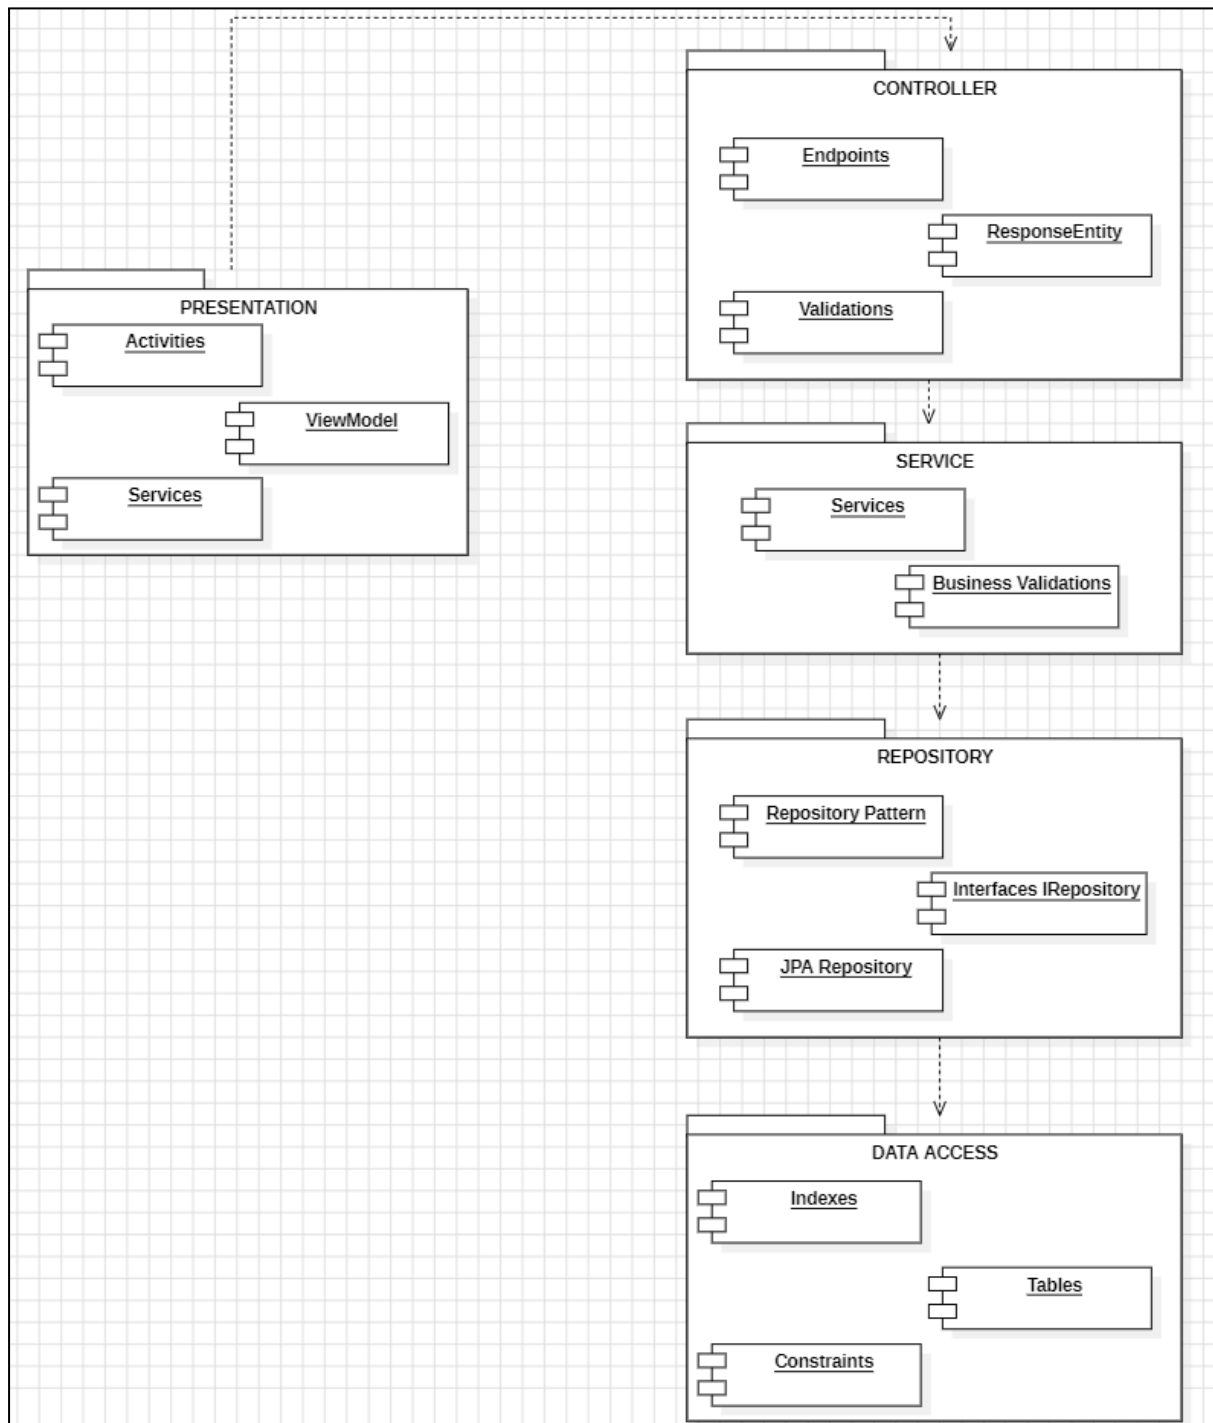 CONTROLLER
Endpoints
ResponseEntity
Validations
PRESENTATION
Activities
ViewModel
Services
SERVICE
Services
Business Validations
REPOSITORY
Repository Pattern
Interfaces IRepository
JPA Repository
DATA ACCESS
Indexes
Tables
Constraints